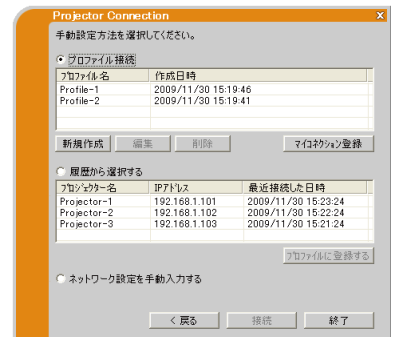 Projector Connection
手動設定方法を選択してください。
プロファイル接続
プロファイル名 作成日時
Profile-1 2009/11/30 15:19:46
Profile-2 2009/11/30 15:19:41
新規作成 編集 削除 マイコネクション登録
履歴から選択する
プロジェクター名 IPアドレス 最近接続した日時
Projector-1 192.168.1.101 2009/11/30 15:23:24
Projector-2 192.168.1.102 2009/11/30 15:22:24
Projector-3 192.168.1.103 2009/11/30 15:21:24
プロファイルに登録する
ネットワーク設定を手動入力する
< 戻る 接続 終了